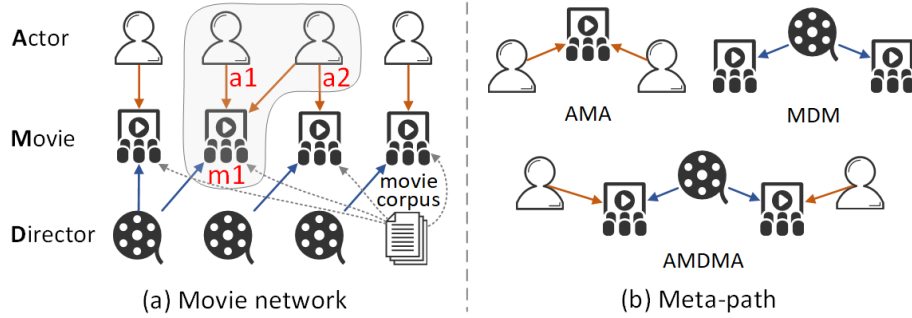 Actor
a1
a2
Movie
m1
movie
corpus
Director
(a) Movie network
AMA
MDM
AMDMA
(b) Meta-path